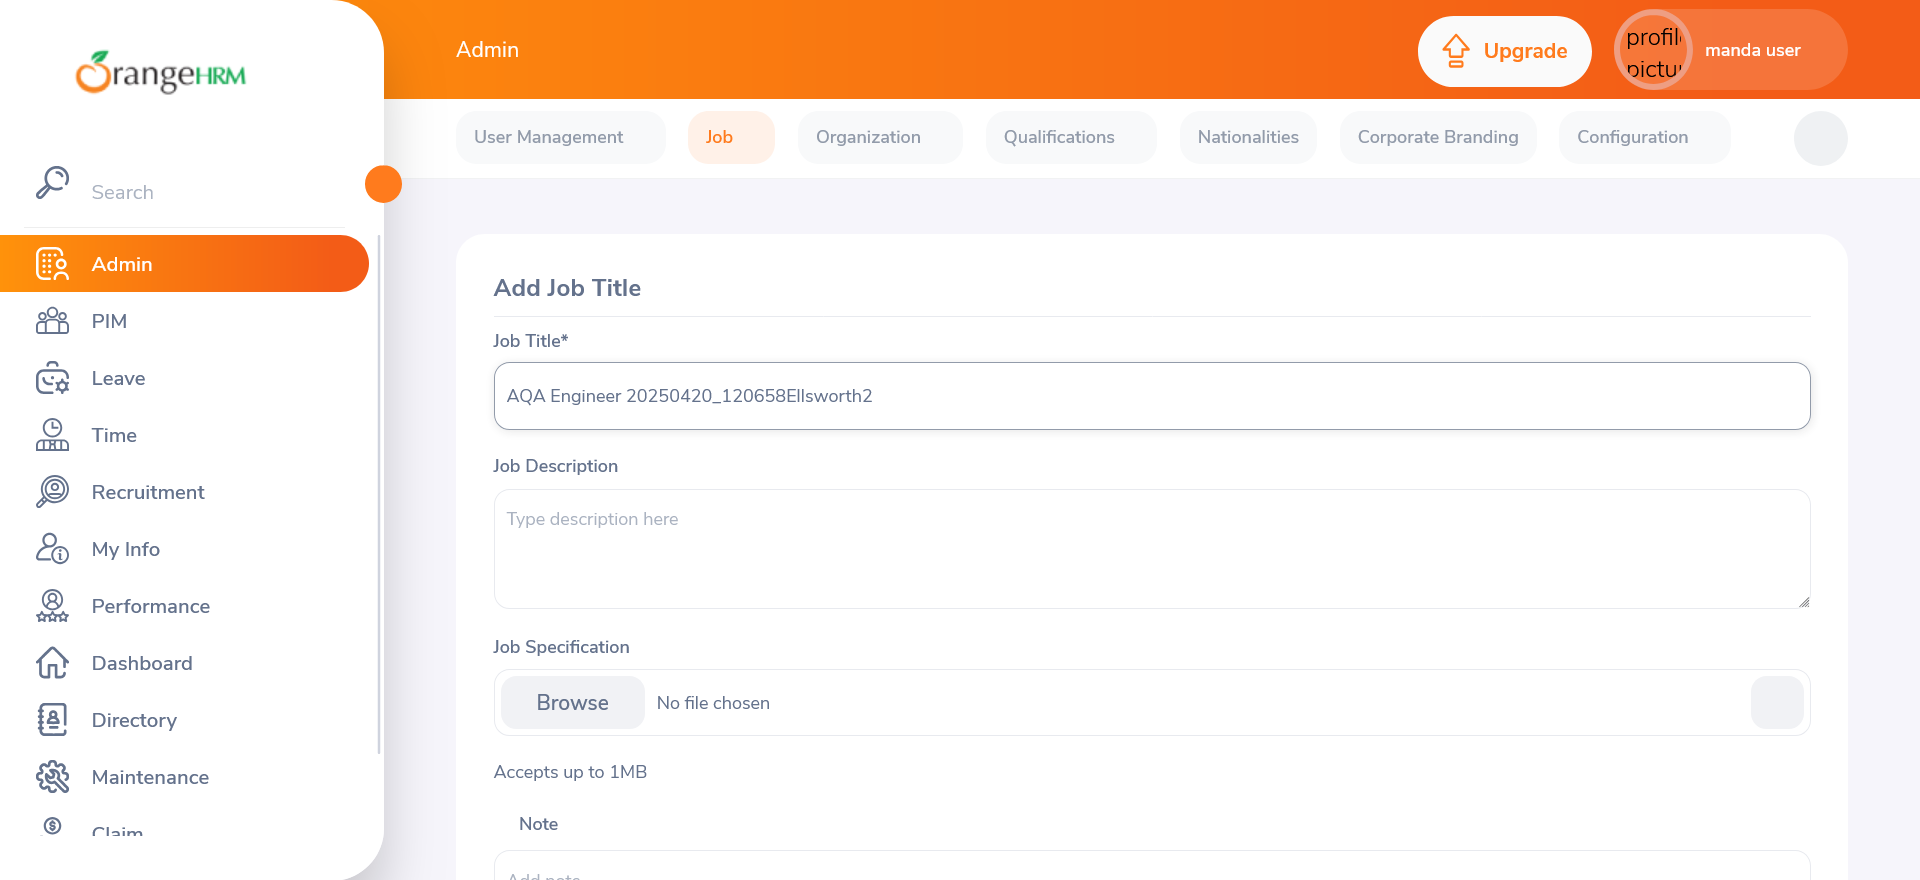 OrangeHRM
Admin
Upgrade
profil
pictu
manda user
User Management
Job
Organization
Qualifications
Nationalities
Corporate Branding
Configuration
Search
Admin
PIM
Leave
Time
Recruitment
My Info
Performance
Dashboard
Directory
Maintenance
Claim
Add Job Title
Job Title*
AQA Engineer 20250420_120658Ellsworth2
Job Description
Type description here
Job Specification
Browse
No file chosen
Accepts up to 1MB
Note
Add note